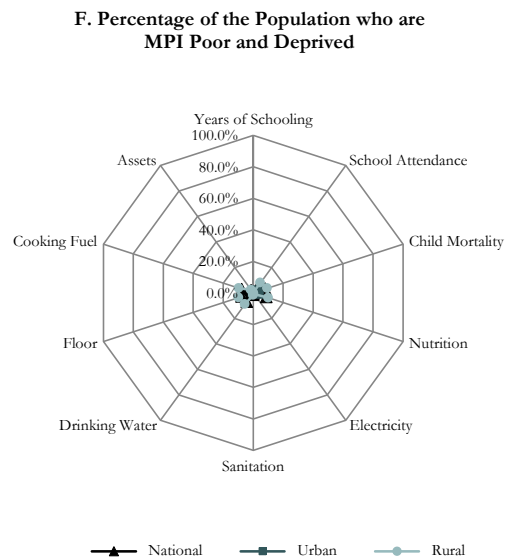 F. Percentage of the Population who are
MPI Poor and Deprived
Years of Schooling
100.0%
Assets
School Attendance
80.0%
60.0%
Cooking Fuel
40.0%
Child Mortality
20.0%
0.0%
Floor
Nutrition
Drinking Water
Electricity
Sanitation
National Urban Rural